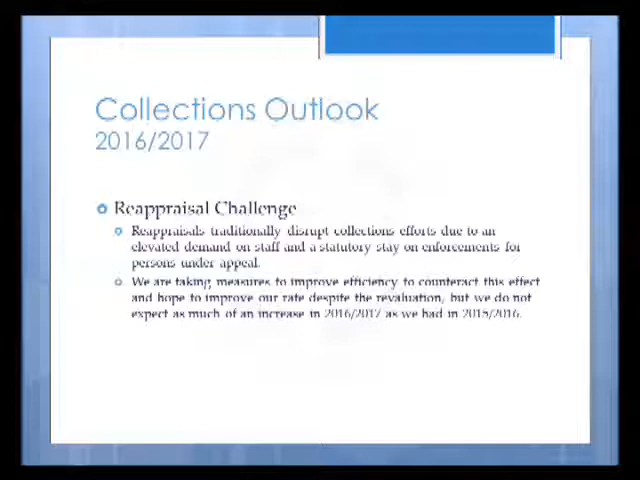 Collections Outlook
2016/2017
Reappraisal Challenge
Reappraisals traditionally disrupt collections efforts due to an
elevated demand on staff and a statutory stay on enforcements for
persons under appeal.
We are taking measures to improve efficiency to counteract this effect
and hope to improve our rate despite the revaluation, but we do not
expect as much of an increase in 2016/2017 as we had in 2015/2016.